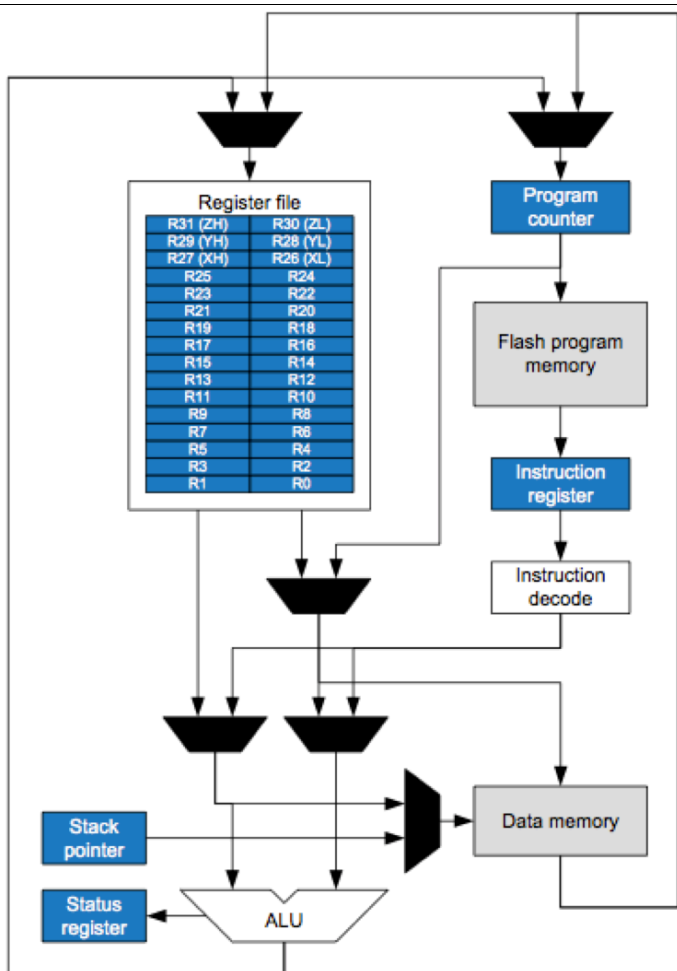 Register file
R31 (ZH) R30 (ZL)
R29 (YH) R28 (YL)
R27 (XH) R26 (XL)
R25 R24
R23 R22
R21 R20
R19 R18
R17 R16
R15 R14
R13 R12
R11 R10
R9 R8
R7 R6
R5 R4
R3 R2
R1 R0
Program
counter
Flash program
memory
Instruction
register
Instruction
decode
Stack
pointer
Data memory
Status
register
ALU